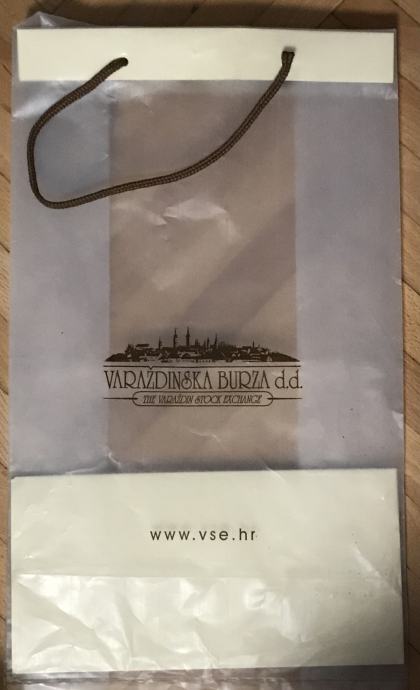 VARAŽDINSKA BURZA d.d.
THE VARAŽDIN STOCK EXCHANGE
www.vse.hr